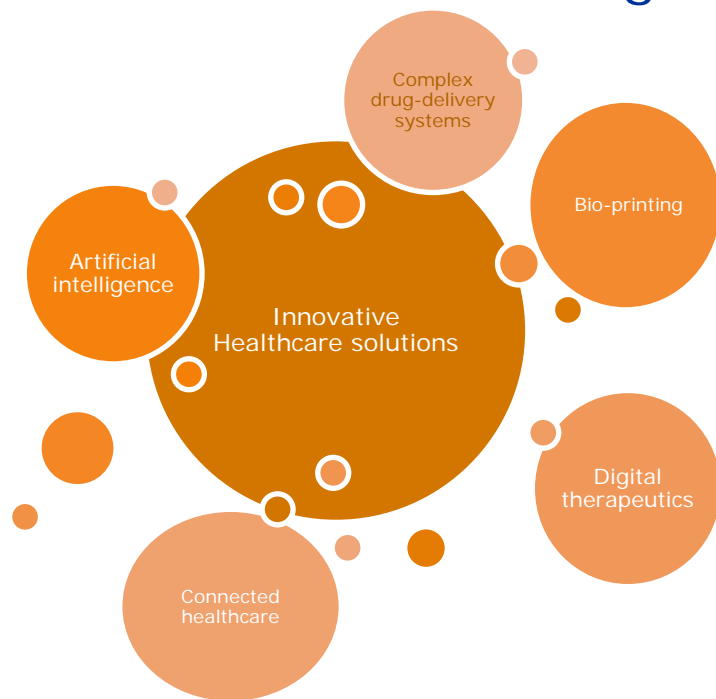 Complex
drug-delivery
systems
Bio-printing
Artificial
intelligence
Innovative
Healthcare solutions
Digital
therapeutics
Connected
healthcare